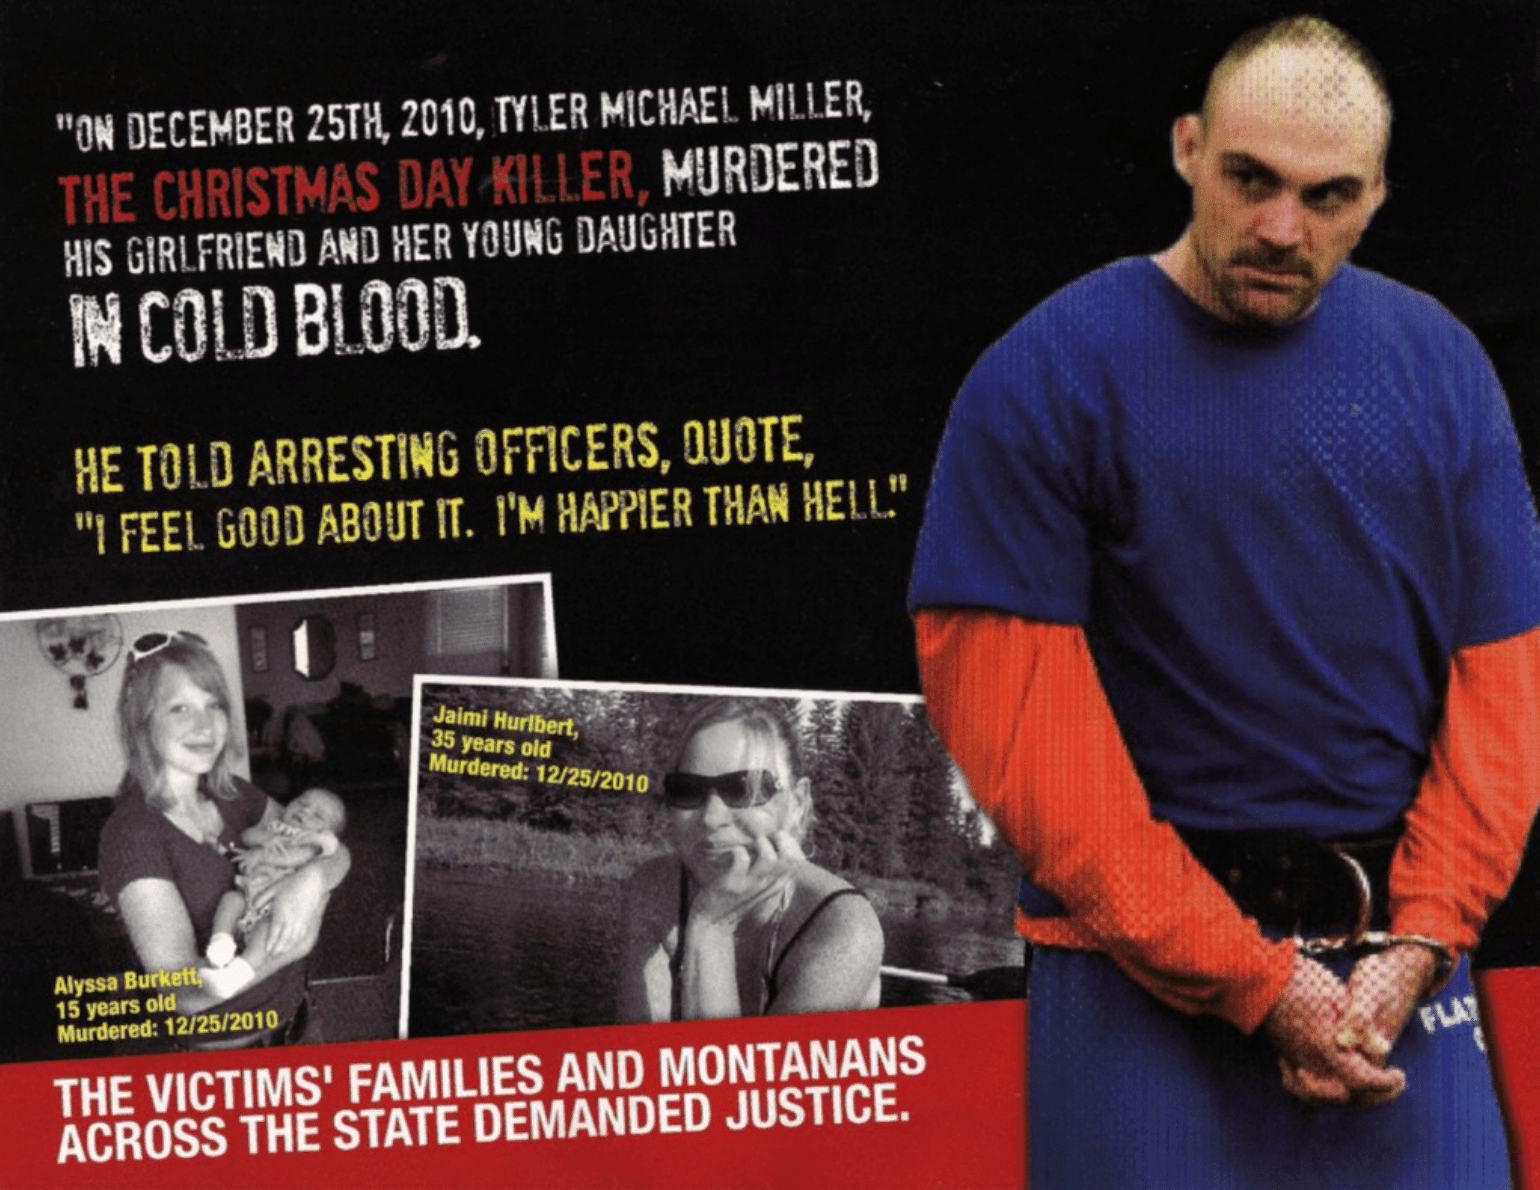 "ON DECEMBER 25TH, 2010, TYLER MICHAEL MILLER,
THE CHRISTMAS DAY KILLER, MURDERED
HIS GIRLFRIEND AND HER YOUNG DAUGHTER
IN COLD BLOOD.
HE TOLD ARRESTING OFFICERS, QUOTE,
"I FEEL GOOD ABOUT IT. I'M HAPPIER THAN HELL."
Jaimi Hurlbert,
35 years old
Murdered: 12/25/2010
Alyssa Burkett,
15 years old
Murdered: 12/25/2010
THE VICTIMS' FAMILIES AND MONTANANS
ACROSS THE STATE DEMANDED JUSTICE.